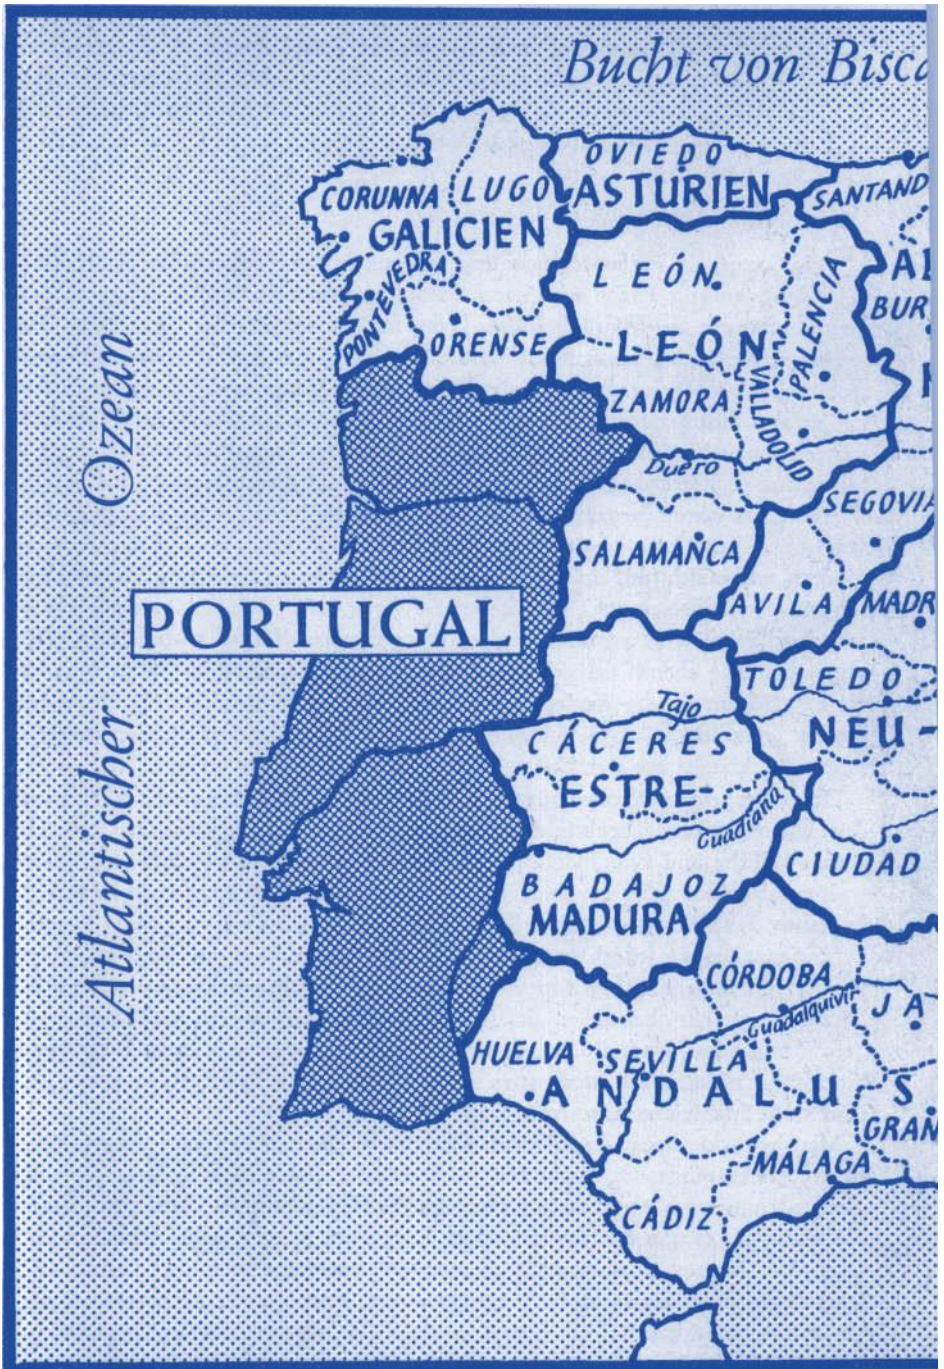 Bucht von Bisca
OVIEDO
ASTURIEN
CORUNNA
LUGO
SANTAND
GALICIEN
PONTEVEDRA
ORENSE
LEÓN
LEÓN
PALENCIA
BUR
ZAMORA
VALLADOLID
Duero
SEGOVIA
SALAMANCA
AVILA
MADR
PORTUGAL
Atlantischer Ozean
TOLEDO
Tajo
NEU-
CÁCERES
ESTRE-
Guadiana
CIUDAD
BADAJOZ
MADURA
CÓRDOBA
Guadalquivir
JA
HUELVA
SEVILLA
ANDALUS
GRAN
MÁLAGA
CÁDIZ